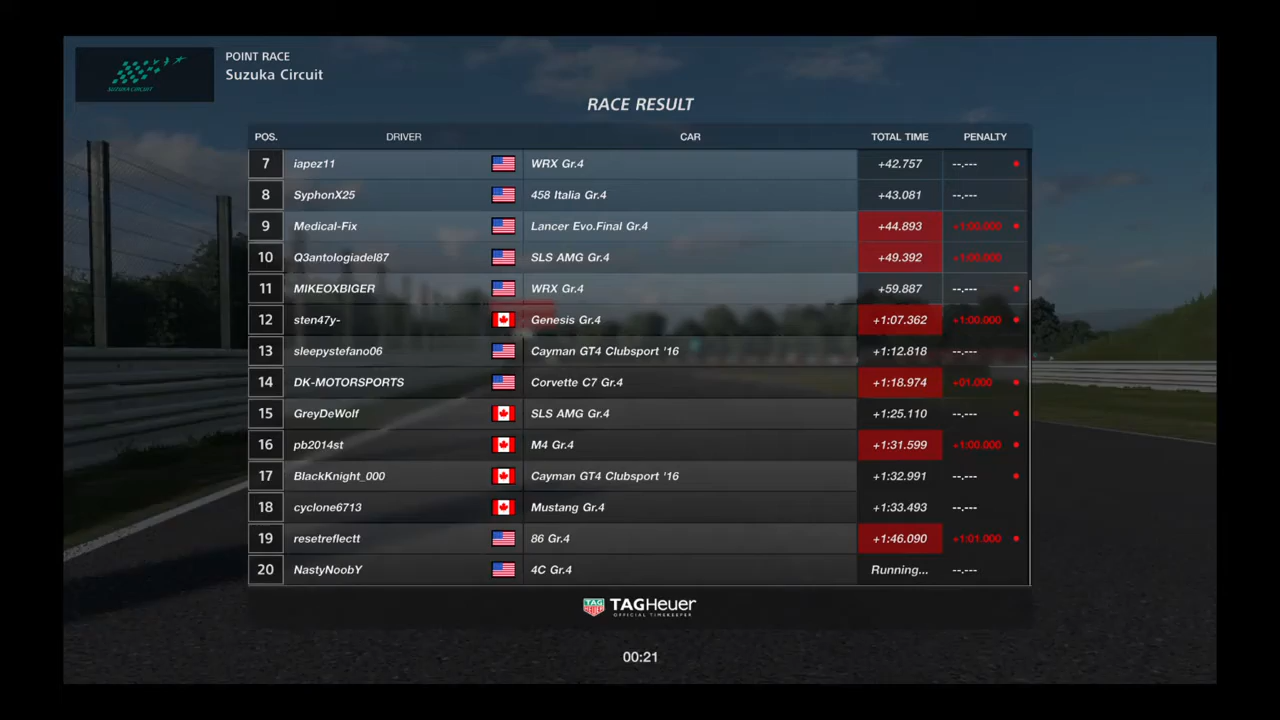 SUZUKA CIRCUIT
POINT RACE
Suzuka Circuit
RACE RESULT
POS. DRIVER CAR TOTAL TIME PENALTY
7 iapez11 WRX Gr.4 +42.757 --.---
8 SyphonX25 458 Italia Gr.4 +43.081 --.---
9 Medical-Fix Lancer Evo.Final Gr.4 +44.893 +1:00.000
10 Q3antologiadel87 SLS AMG Gr.4 +49.392 +1:00.000
11 MIKEOXBIGER WRX Gr.4 +59.887 --.---
12 sten47y- Genesis Gr.4 +1:07.362 +1:00.000
13 sleepystefano06 Cayman GT4 Clubsport '16 +1:12.818 --.---
14 DK-MOTORSPORTS Corvette C7 Gr.4 +1:18.974 +01.000
15 GreyDeWolf SLS AMG Gr.4 +1:25.110 --.---
16 pb2014st M4 Gr.4 +1:31.599 +1:00.000
17 BlackKnight_000 Cayman GT4 Clubsport '16 +1:32.991 --.---
18 cyclone6713 Mustang Gr.4 +1:33.493 --.---
19 resetreflectt 86 Gr.4 +1:46.090 +1:01.000
20 NastyNoobY 4C Gr.4 Running... --.---
TAG HEUER TAGHeuer
OFFICIAL TIMEKEEPER
00:21